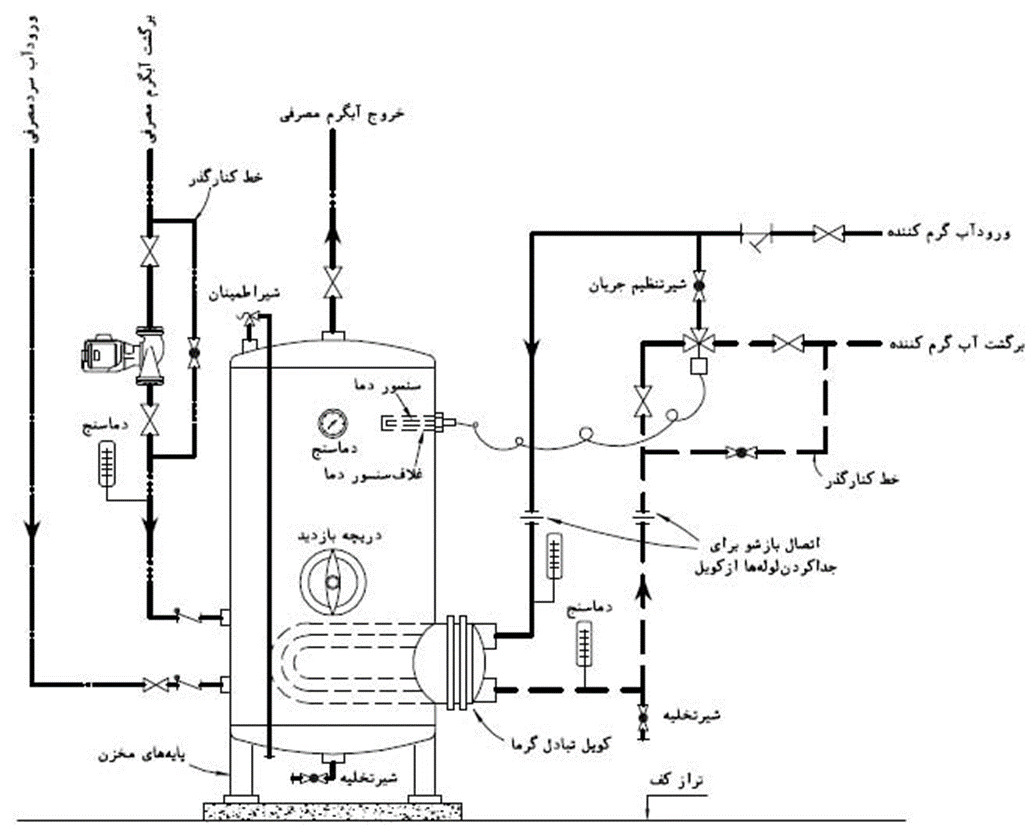 ورودآب سردمصرفی
برگشت آبگرم مصرفی
خروج آبگرم مصرفی
خط کنارگذر
ورودآب گرم کننده
شیرتنظیم جریان
شیراطمینان
برگشت آب گرم کننده
سنسور دما
دماسنج
دماسنج
غلاف‌سنسور دما
خط کنارگذر
دریچه بازدید
اتصال بازشو برای
جداکردن‌لوله‌ها ازکویل
دماسنج
شیرتخلیه
کویل تبادل گرما
پایه‌های مخزن
شیرتخلیه
تراز کف